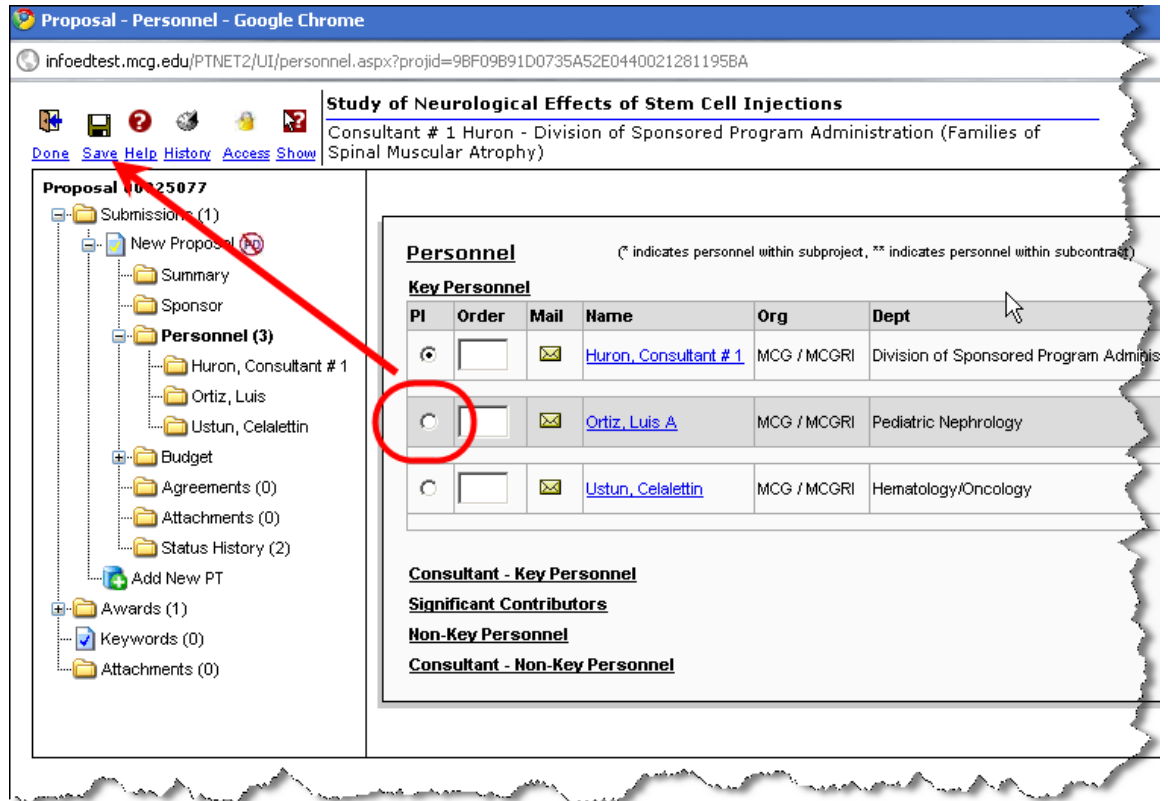 Proposal - Personnel - Google Chrome
infoedtest.mcg.edu/PTNET2/UI/personnel.aspx?projid=9BF09B91D0735A52E0440021281195BA
Study of Neurological Effects of Stem Cell Injections
Consultant # 1 Huron - Division of Sponsored Program Administration (Families of
Spinal Muscular Atrophy)
Done Save Help History Access Show
Proposal 00025077
Submissions (1)
New Proposal PD
Summary
Sponsor
Personnel (3)
Huron, Consultant # 1
Ortiz, Luis
Ustun, Celalettin
Budget
Agreements (0)
Attachments (0)
Status History (2)
Add New PT
Awards (1)
Keywords (0)
Attachments (0)
Personnel (* indicates personnel within subproject, ** indicates personnel within subcontract)
Key Personnel
PI Order Mail Name Org Dept
Huron, Consultant # 1 MCG / MCGRI Division of Sponsored Program Adminis
Ortiz, Luis A MCG / MCGRI Pediatric Nephrology
Ustun, Celalettin MCG / MCGRI Hematology/Oncology
Consultant - Key Personnel
Significant Contributors
Non-Key Personnel
Consultant - Non-Key Personnel